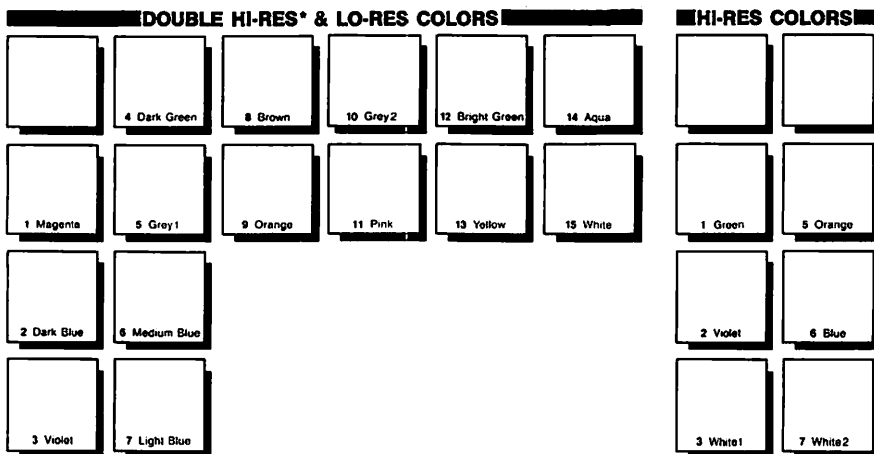 DOUBLE HI-RES* & LO-RES COLORS
HI-RES COLORS
4 Dark Green
8 Brown
10 Grey2
12 Bright Green
14 Aqua
1 Magenta
5 Grey1
9 Orange
11 Pink
13 Yellow
15 White
1 Green
5 Orange
2 Dark Blue
6 Medium Blue
2 Violet
6 Blue
3 Violet
7 Light Blue
3 White1
7 White2